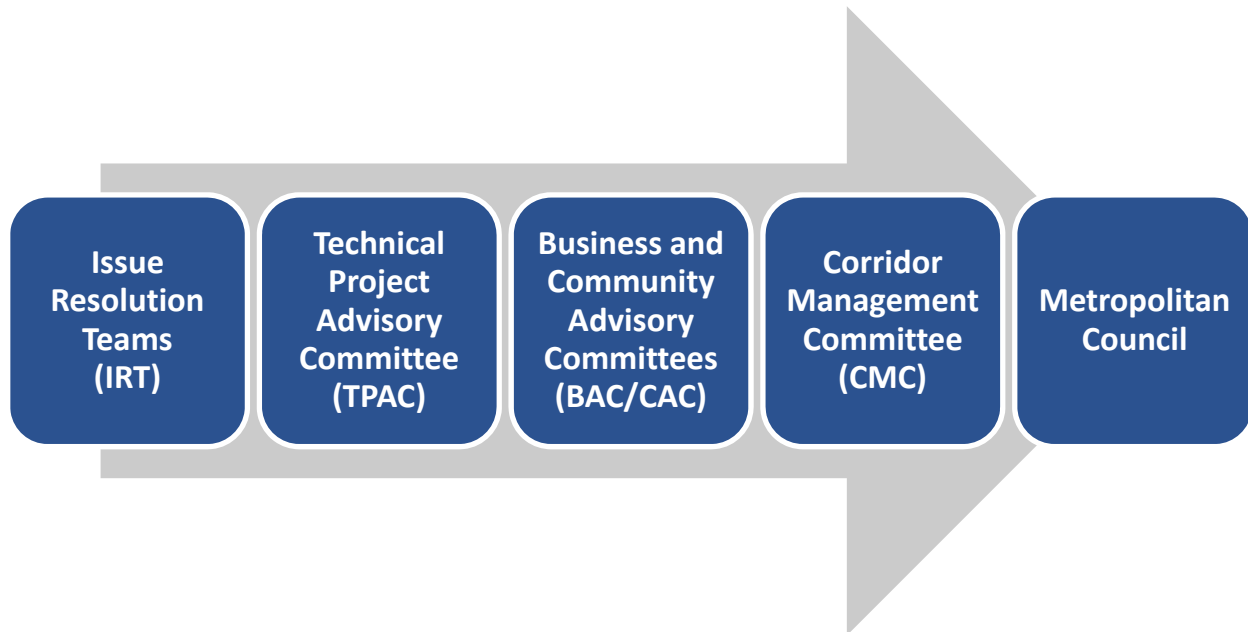 Issue
Resolution
Teams
(IRT)
Technical
Project
Advisory
Committee
(TPAC)
Business and
Community
Advisory
Committees
(BAC/CAC)
Corridor
Management
Committee
(CMC)
Metropolitan
Council